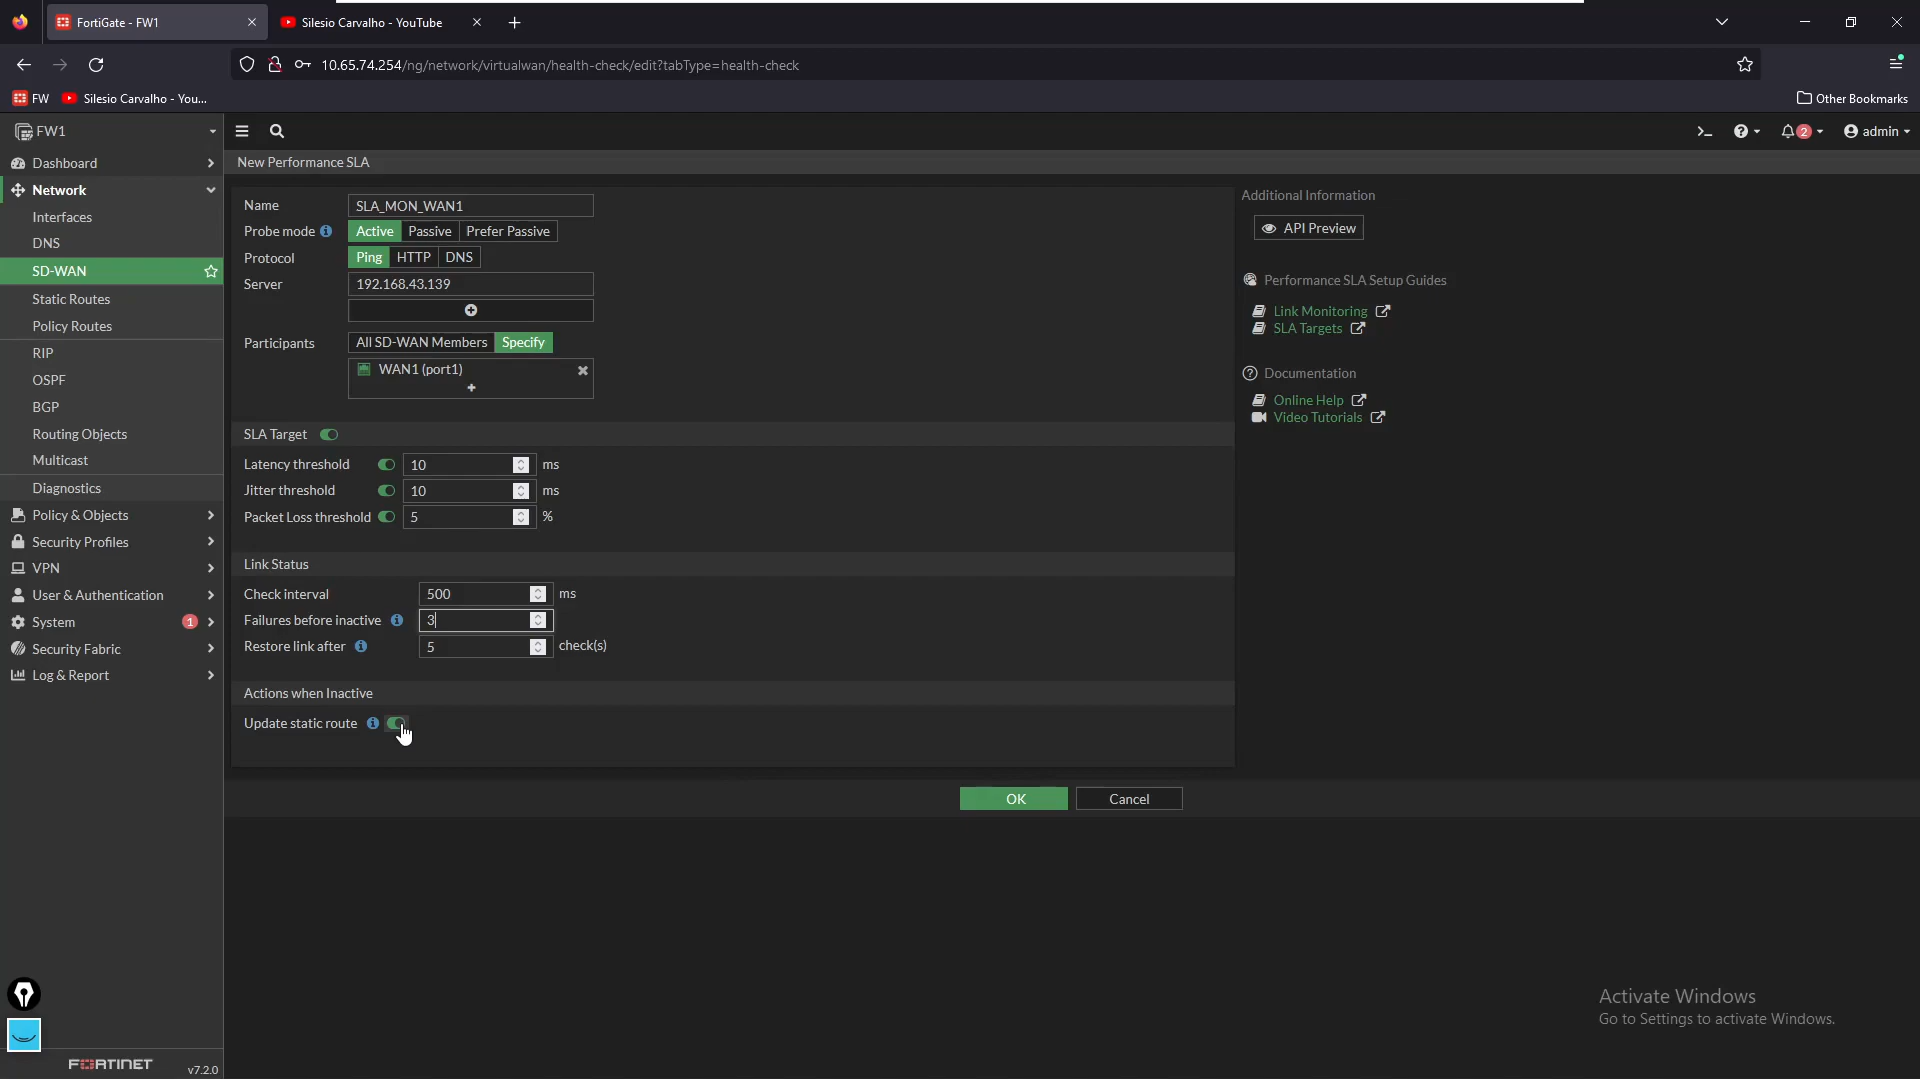 FortiGate - FW1
Silesio Carvalho - YouTube
10.65.74.254/ng/network/virtualwan/health-check/edit?tabType=health-check
FW
Silesio Carvalho - You...
Other Bookmarks
FW1
2
admin
Dashboard
New Performance SLA
Network
Interfaces
DNS
SD-WAN
Static Routes
Policy Routes
RIP
OSPF
BGP
Routing Objects
Multicast
Diagnostics
Policy & Objects
Security Profiles
VPN
User & Authentication
System 1
Security Fabric
Log & Report
Name SLA_MON_WAN1
Probe mode Active Passive Prefer Passive
Protocol Ping HTTP DNS
Server 192.168.43.139
Participants All SD-WAN Members Specify
WAN1 (port1)
SLA Target
Latency threshold 10 ms
Jitter threshold 10 ms
Packet Loss threshold 5 %
Link Status
Check interval 500 ms
Failures before inactive 3
Restore link after 5 check(s)
Actions when Inactive
Update static route
OK Cancel
Additional Information
API Preview
Performance SLA Setup Guides
Link Monitoring
SLA Targets
Documentation
Online Help
Video Tutorials
Activate Windows
Go to Settings to activate Windows.
FORTINET v7.2.0